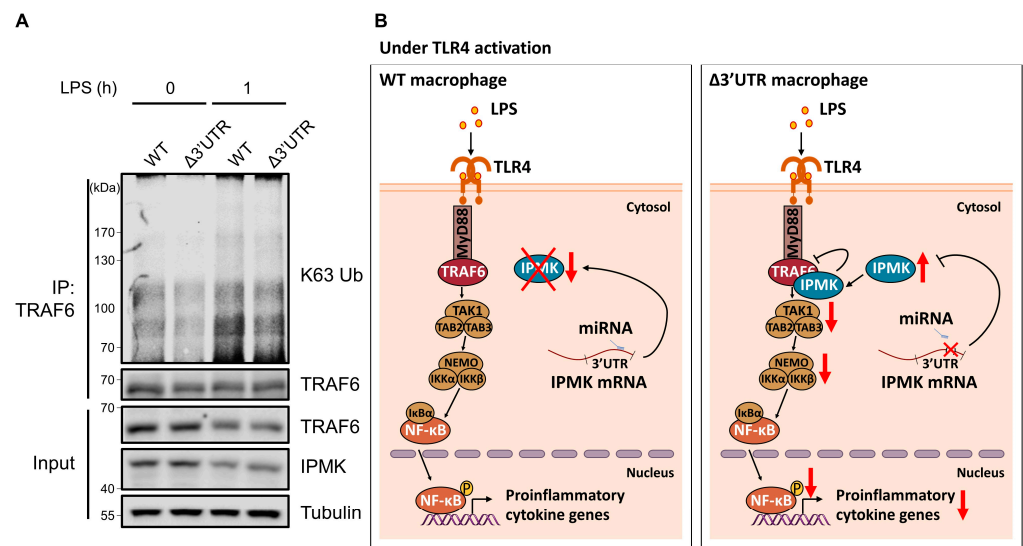 A
LPS (h)
0
1
WT
Δ3'UTR
WT
Δ3'UTR
(kDa)
170
130
100
70
K63 Ub
IP:
TRAF6
70
TRAF6
70
TRAF6
Input
IPMK
40
55
Tubulin
B
Under TLR4 activation
WT macrophage
LPS
TLR4
Cytosol
MyD88
TRAF6
IPMK
TAK1
TAB2
TAB3
miRNA
3'UTR
IPMK mRNA
NEMO
IKKα
IKKβ
IκBα
NF-κB
Nucleus
NF-κB
P
Proinflammatory
cytokine genes
Δ3'UTR macrophage
LPS
TLR4
Cytosol
MyD88
TRAF6
IPMK
IPMK
TAK1
TAB2
TAB3
miRNA
3'UTR
IPMK mRNA
NEMO
IKKα
IKKβ
IκBα
NF-κB
Nucleus
NF-κB
P
Proinflammatory
cytokine genes